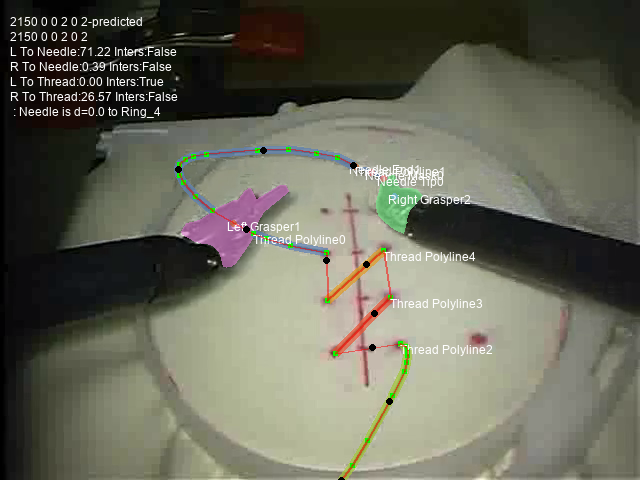 2150 0 0 2 0 2-predicted
2150 0 0 2 0 2
L To Needle:71.22 Inters:False
R To Needle:0.39 Inters:False
L To Thread:0.00 Inters:True
R To Thread:26.57 Inters:False
: Needle is d=0.0 to Ring_4
Needle Tip0
Right Grasper2
Left Grasper1
Thread Polyline0
Thread Polyline4
Thread Polyline3
Thread Polyline2